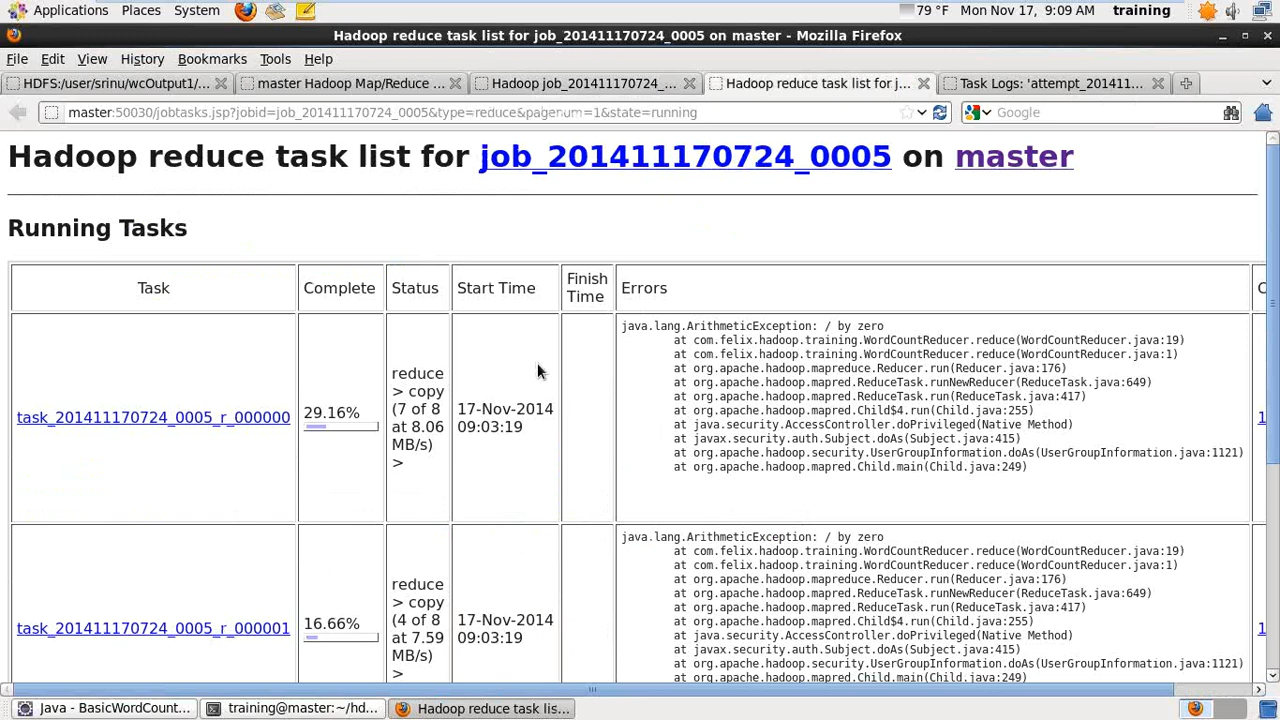 Applications Places System 79 °F Mon Nov 17, 9:09 AM training
Hadoop reduce task list for job_201411170724_0005 on master - Mozilla Firefox
File Edit View History Bookmarks Tools Help
HDFS:/user/srinu/wcOutput1/... master Hadoop Map/Reduce ... Hadoop job_201411170724_... Hadoop reduce task list for j... Task Logs: 'attempt_201411...
master:50030/jobtasks.jsp?jobid=job_201411170724_0005&type=reduce&pagenum=1&state=running Google
Hadoop reduce task list for job_201411170724_0005 on master
Running Tasks
Task Complete Status Start Time Finish Time Errors C
task_201411170724_0005_r_000000
29.16%
reduce
> copy
(7 of 8
at 8.06
MB/s)
>
17-Nov-2014
09:03:19
java.lang.ArithmeticException: / by zero
at com.felix.hadoop.training.WordCountReducer.reduce(WordCountReducer.java:19)
at com.felix.hadoop.training.WordCountReducer.reduce(WordCountReducer.java:1)
at org.apache.hadoop.mapreduce.Reducer.run(Reducer.java:176)
at org.apache.hadoop.mapred.ReduceTask.runNewReducer(ReduceTask.java:649)
at org.apache.hadoop.mapred.ReduceTask.run(ReduceTask.java:417)
at org.apache.hadoop.mapred.Child$4.run(Child.java:255)
at java.security.AccessController.doPrivileged(Native Method)
at javax.security.auth.Subject.doAs(Subject.java:415)
at org.apache.hadoop.security.UserGroupInformation.doAs(UserGroupInformation.java:1121)
at org.apache.hadoop.mapred.Child.main(Child.java:249)
1
task_201411170724_0005_r_000001
16.66%
reduce
> copy
(4 of 8
at 7.59
MB/s)
>
17-Nov-2014
09:03:19
java.lang.ArithmeticException: / by zero
at com.felix.hadoop.training.WordCountReducer.reduce(WordCountReducer.java:19)
at com.felix.hadoop.training.WordCountReducer.reduce(WordCountReducer.java:1)
at org.apache.hadoop.mapreduce.Reducer.run(Reducer.java:176)
at org.apache.hadoop.mapred.ReduceTask.runNewReducer(ReduceTask.java:649)
at org.apache.hadoop.mapred.ReduceTask.run(ReduceTask.java:417)
at org.apache.hadoop.mapred.Child$4.run(Child.java:255)
at java.security.AccessController.doPrivileged(Native Method)
at javax.security.auth.Subject.doAs(Subject.java:415)
at org.apache.hadoop.security.UserGroupInformation.doAs(UserGroupInformation.java:1121)
at org.apache.hadoop.mapred.Child.main(Child.java:249)
1
Java - BasicWordCount... training@master:~/hd... Hadoop reduce task lis...